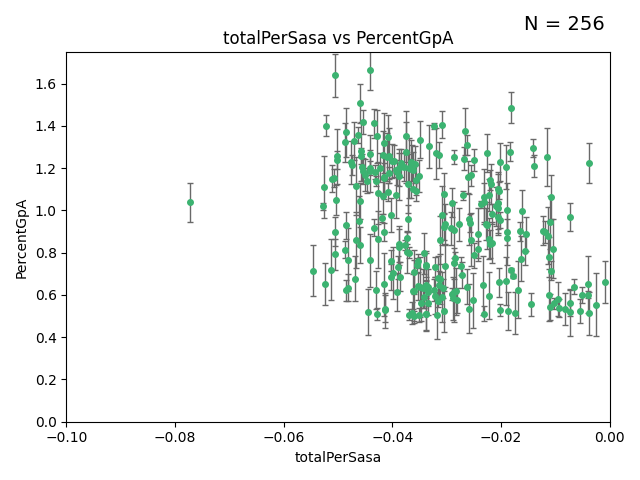 N = 256
totalPerSasa vs PercentGpA
PercentGpA
1.6
1.4
1.2
1.0
0.8
0.6
0.4
0.2
0.0
−0.10 −0.08 −0.06 −0.04 −0.02 0.00
totalPerSasa